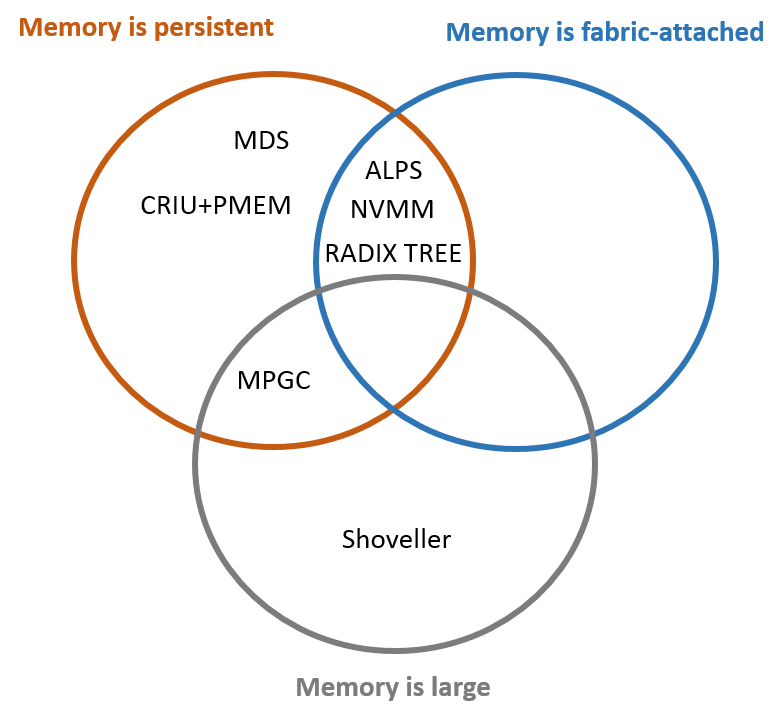 Memory is persistent
Memory is fabric-attached
MDS
CRIU+PMEM
ALPS
NVMM
RADIX TREE
MPGC
Shoveller
Memory is large